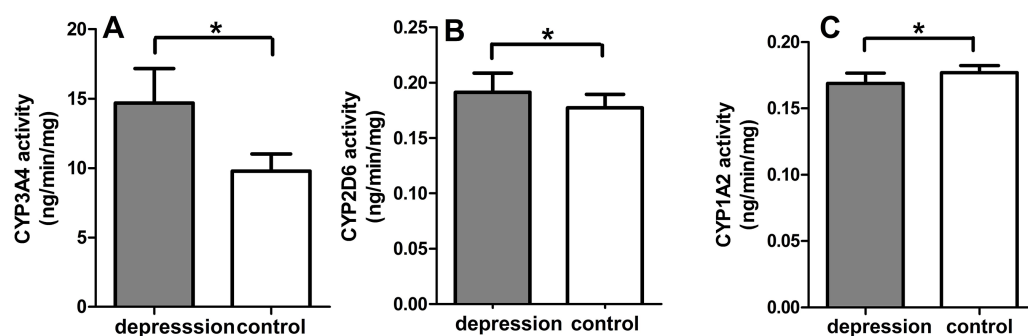 A
*
CYP3A4 activity
(ng/min/mg)
20
15
10
5
0
depresssion control
B
*
CYP2D6 activity
(ng/min/mg)
0.25
0.20
0.15
0.10
0.05
0.00
depression control
C
*
CYP1A2 activity
(ng/min/mg)
0.20
0.15
0.10
0.05
0.00
depression control